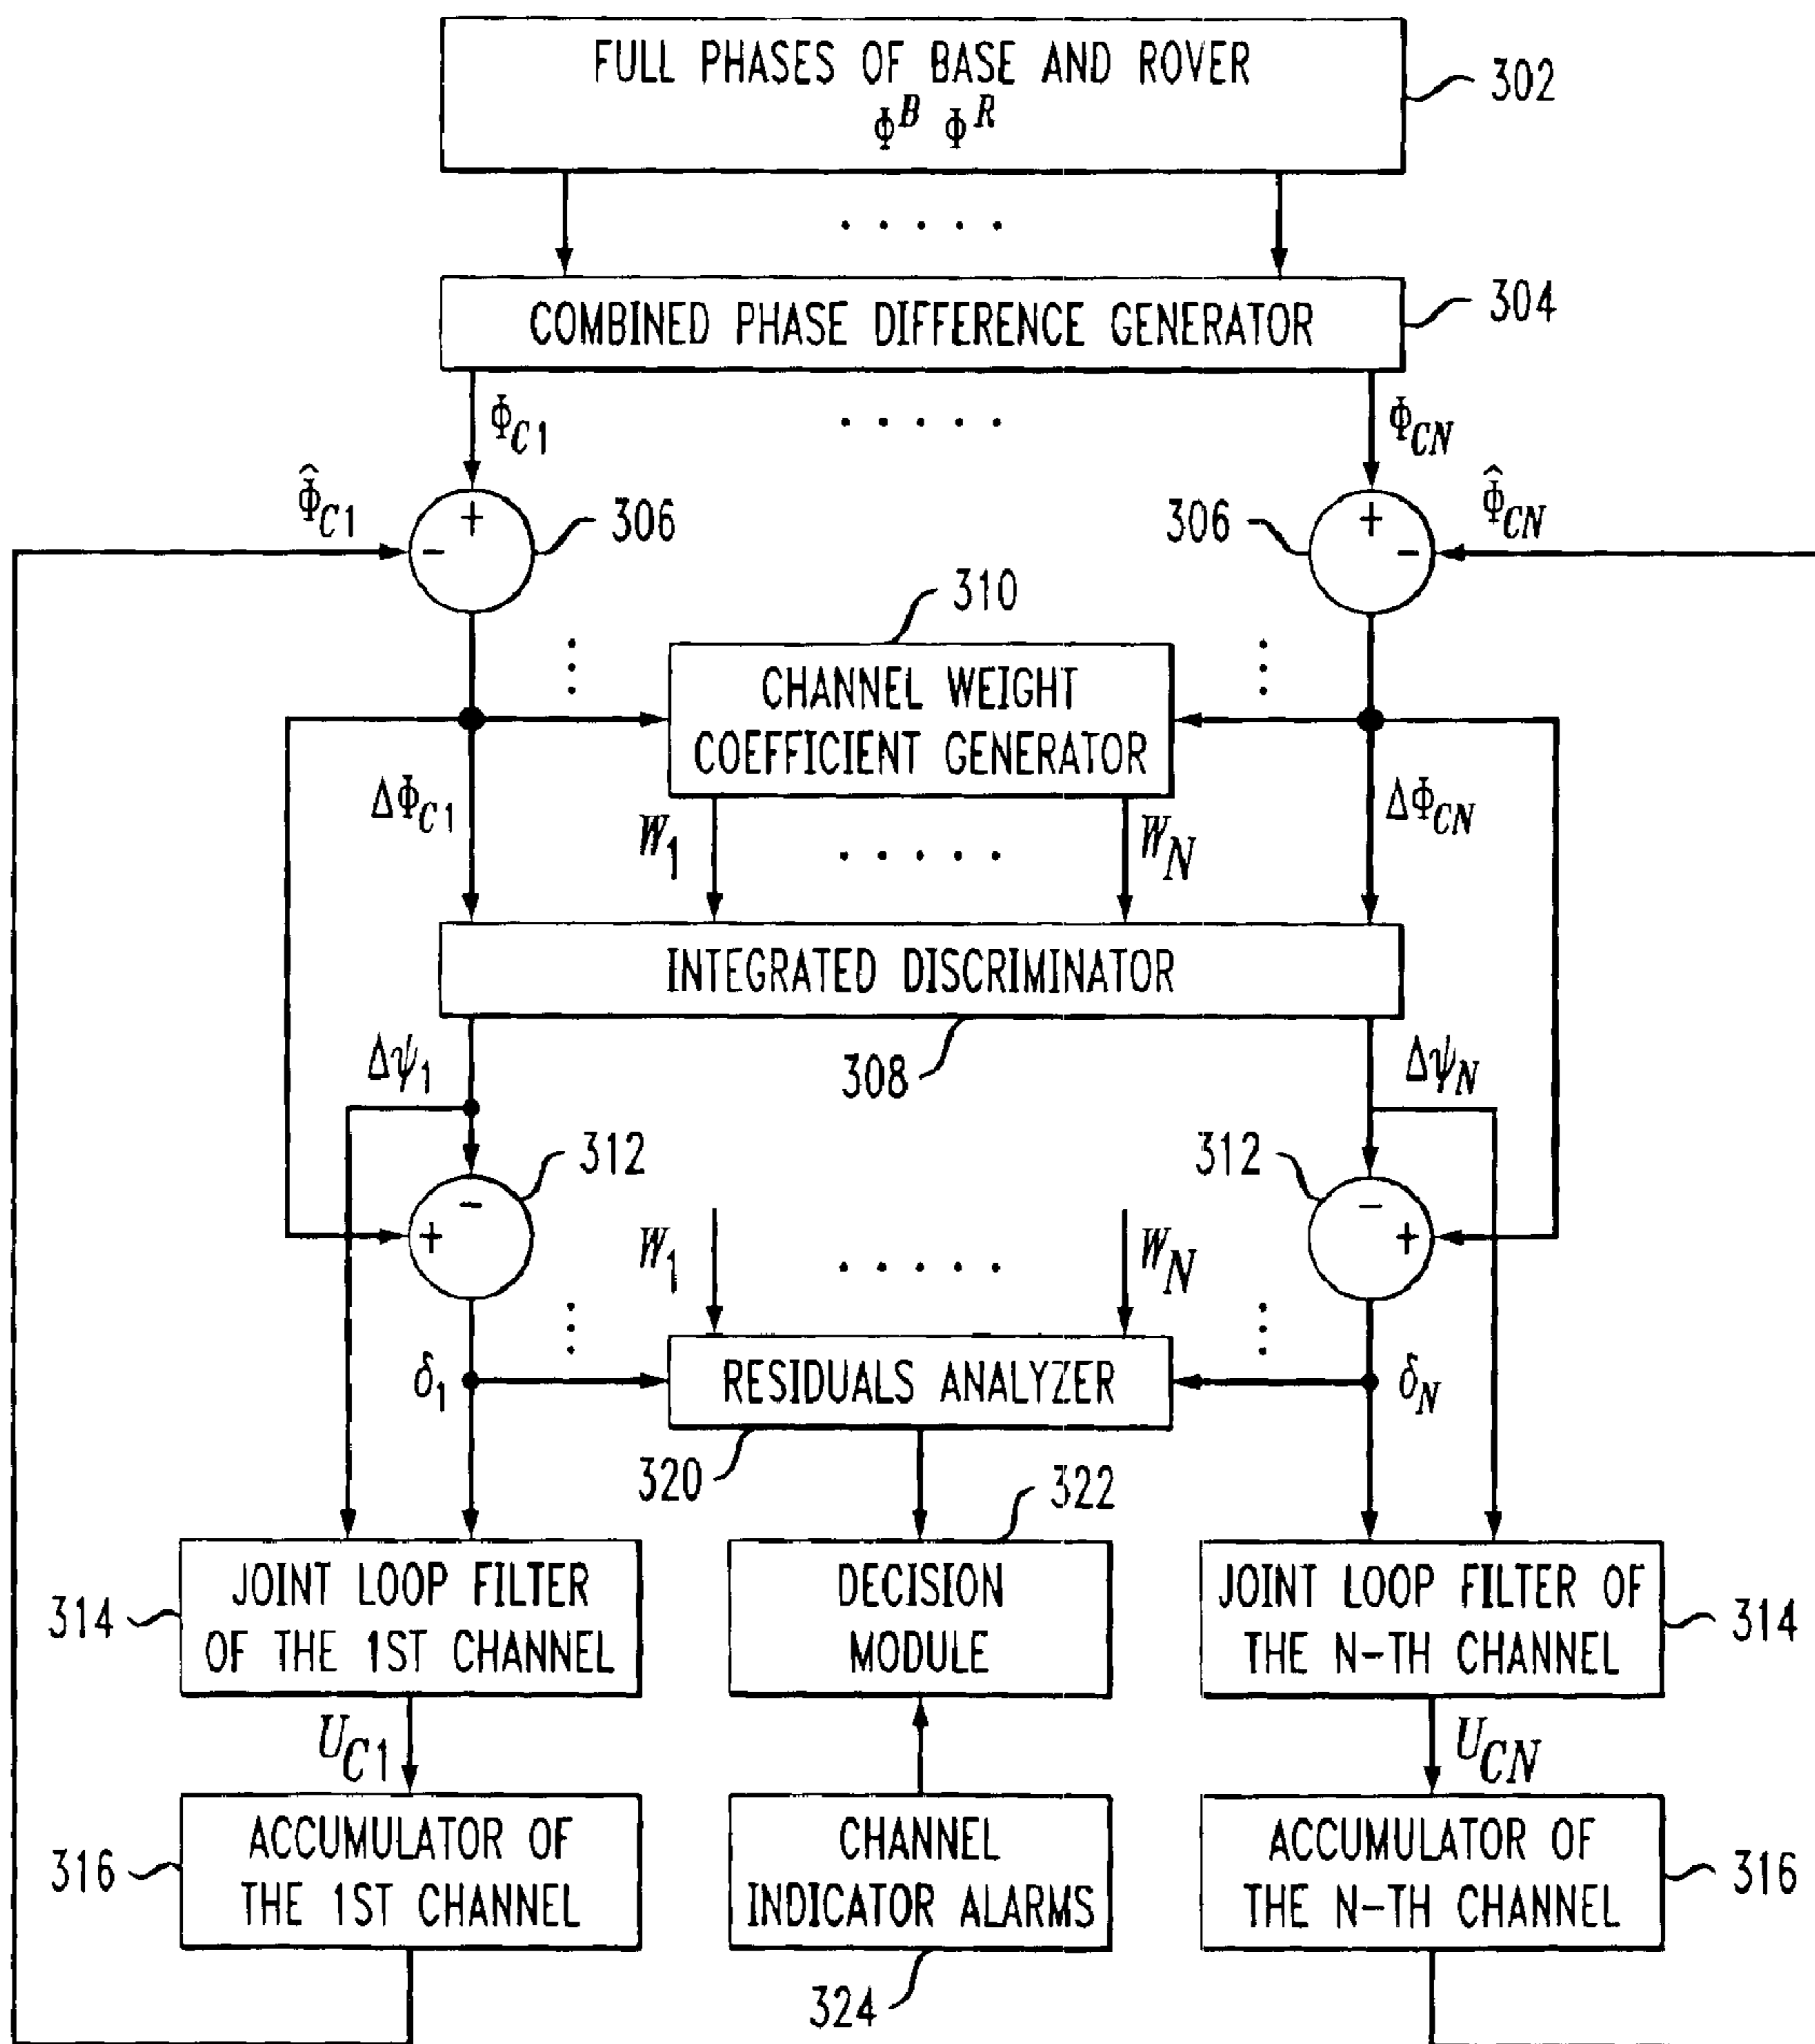 FULL PHASES OF BASE AND ROVER
Φ^B Φ^R
302
COMBINED PHASE DIFFERENCE GENERATOR
304
. . . . .
Φ_C1
. . . . .
Φ_CN
Φ̂_C1
+
-
306
306
+
-
Φ̂_CN
310
CHANNEL WEIGHT
COEFFICIENT GENERATOR
ΔΦ_C1
W_1
. . . . .
W_N
ΔΦ_CN
INTEGRATED DISCRIMINATOR
308
Δψ_1
Δψ_N
312
-
+
312
-
+
W_1
. . . . .
W_N
δ_1
RESIDUALS ANALYZER
δ_N
320
322
314
JOINT LOOP FILTER
OF THE 1ST CHANNEL
DECISION
MODULE
JOINT LOOP FILTER OF
THE N-TH CHANNEL
314
U_C1
U_CN
316
ACCUMULATOR OF
THE 1ST CHANNEL
CHANNEL
INDICATOR ALARMS
ACCUMULATOR OF
THE N-TH CHANNEL
316
324